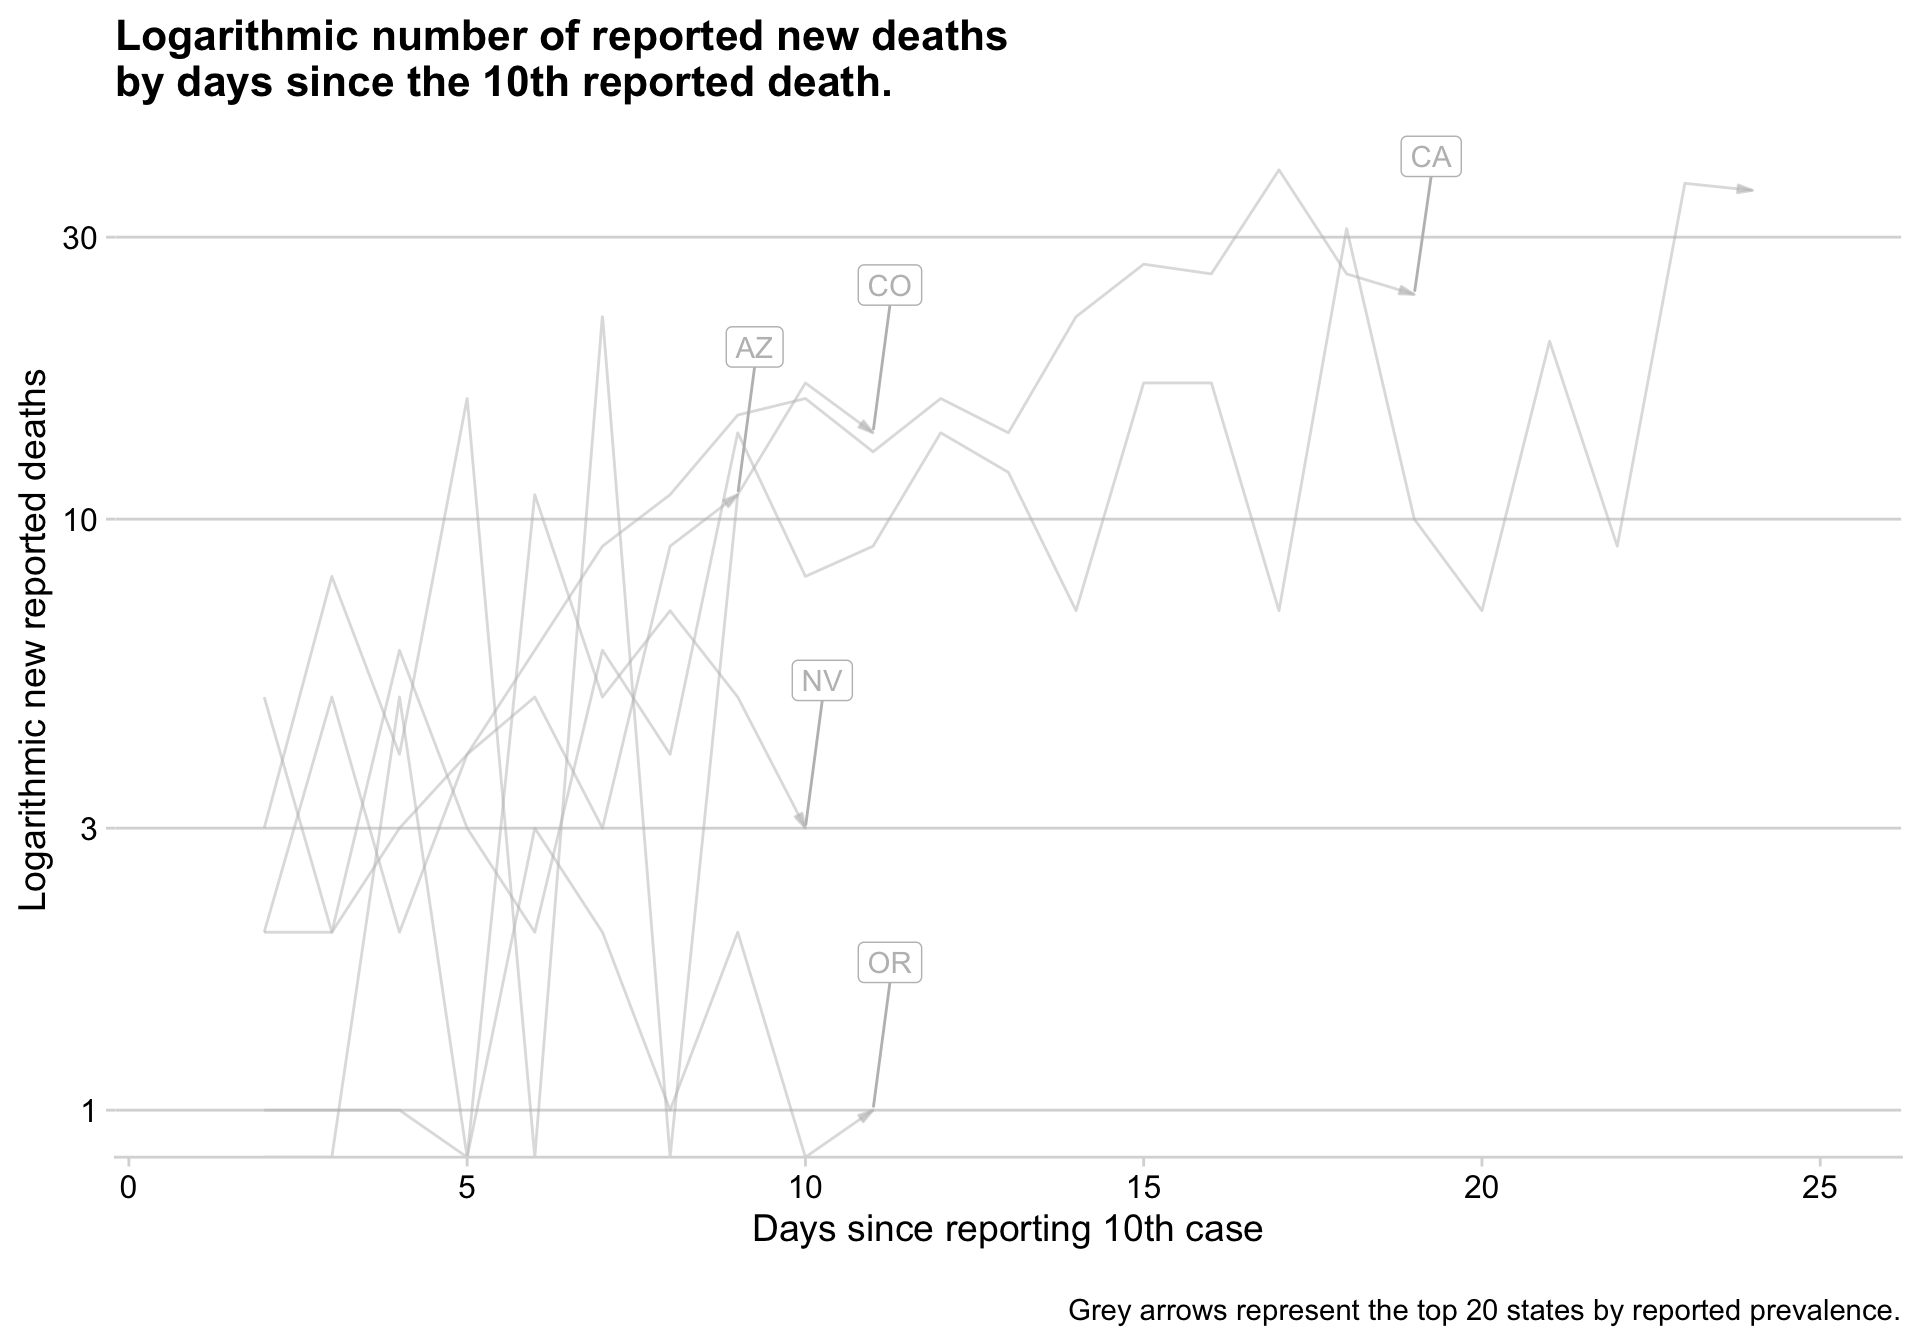 Logarithmic number of reported new deaths
by days since the 10th reported death.
CA
CO
AZ
NV
OR
Logarithmic new reported deaths
30
10
3
1
0 5 10 15 20 25
Days since reporting 10th case
Grey arrows represent the top 20 states by reported prevalence.